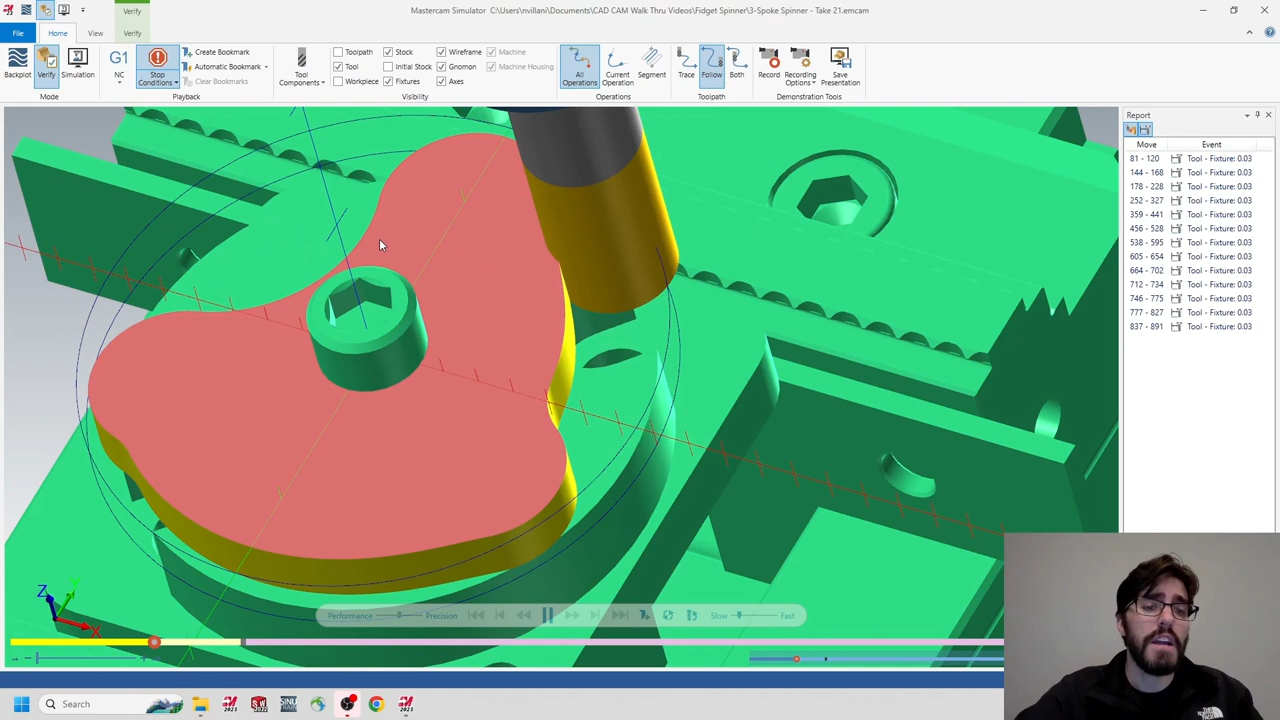 Verify
Mastercam Simulator C:\Users\nvillani\Documents\CAD CAM Walk Thru Videos\Fidget Spinner\3-Spoke Spinner - Take 21.emcam
File
Home
View
Verify
Backplot
Verify
Simulation
Mode
G1
NC
Stop Conditions
Create Bookmark
Automatic Bookmark
Clear Bookmarks
Playback
Tool Components
Toolpath
Tool
Workpiece
Stock
Initial Stock
Fixtures
Wireframe
Gnomon
Axes
Machine
Machine Housing
Visibility
All Operations
Current Operation
Segment
Operations
Trace
Follow
Both
Toolpath
Record
Recording Options
Save Presentation
Demonstration Tools
Report
Move Event
81 - 120 Tool - Fixture: 0.03
144 - 168 Tool - Fixture: 0.03
178 - 228 Tool - Fixture: 0.03
252 - 327 Tool - Fixture: 0.03
359 - 441 Tool - Fixture: 0.03
456 - 508 Tool - Fixture: 0.03
538 - 595 Tool - Fixture: 0.03
605 - 654 Tool - Fixture: 0.03
664 - 702 Tool - Fixture: 0.03
712 - 734 Tool - Fixture: 0.03
746 - 775 Tool - Fixture: 0.03
777 - 827 Tool - Fixture: 0.03
837 - 891 Tool - Fixture: 0.03
Z
Y
X
Performance
Precision
Slow
Fast
Search
2023
2023
THE NORTH FACE